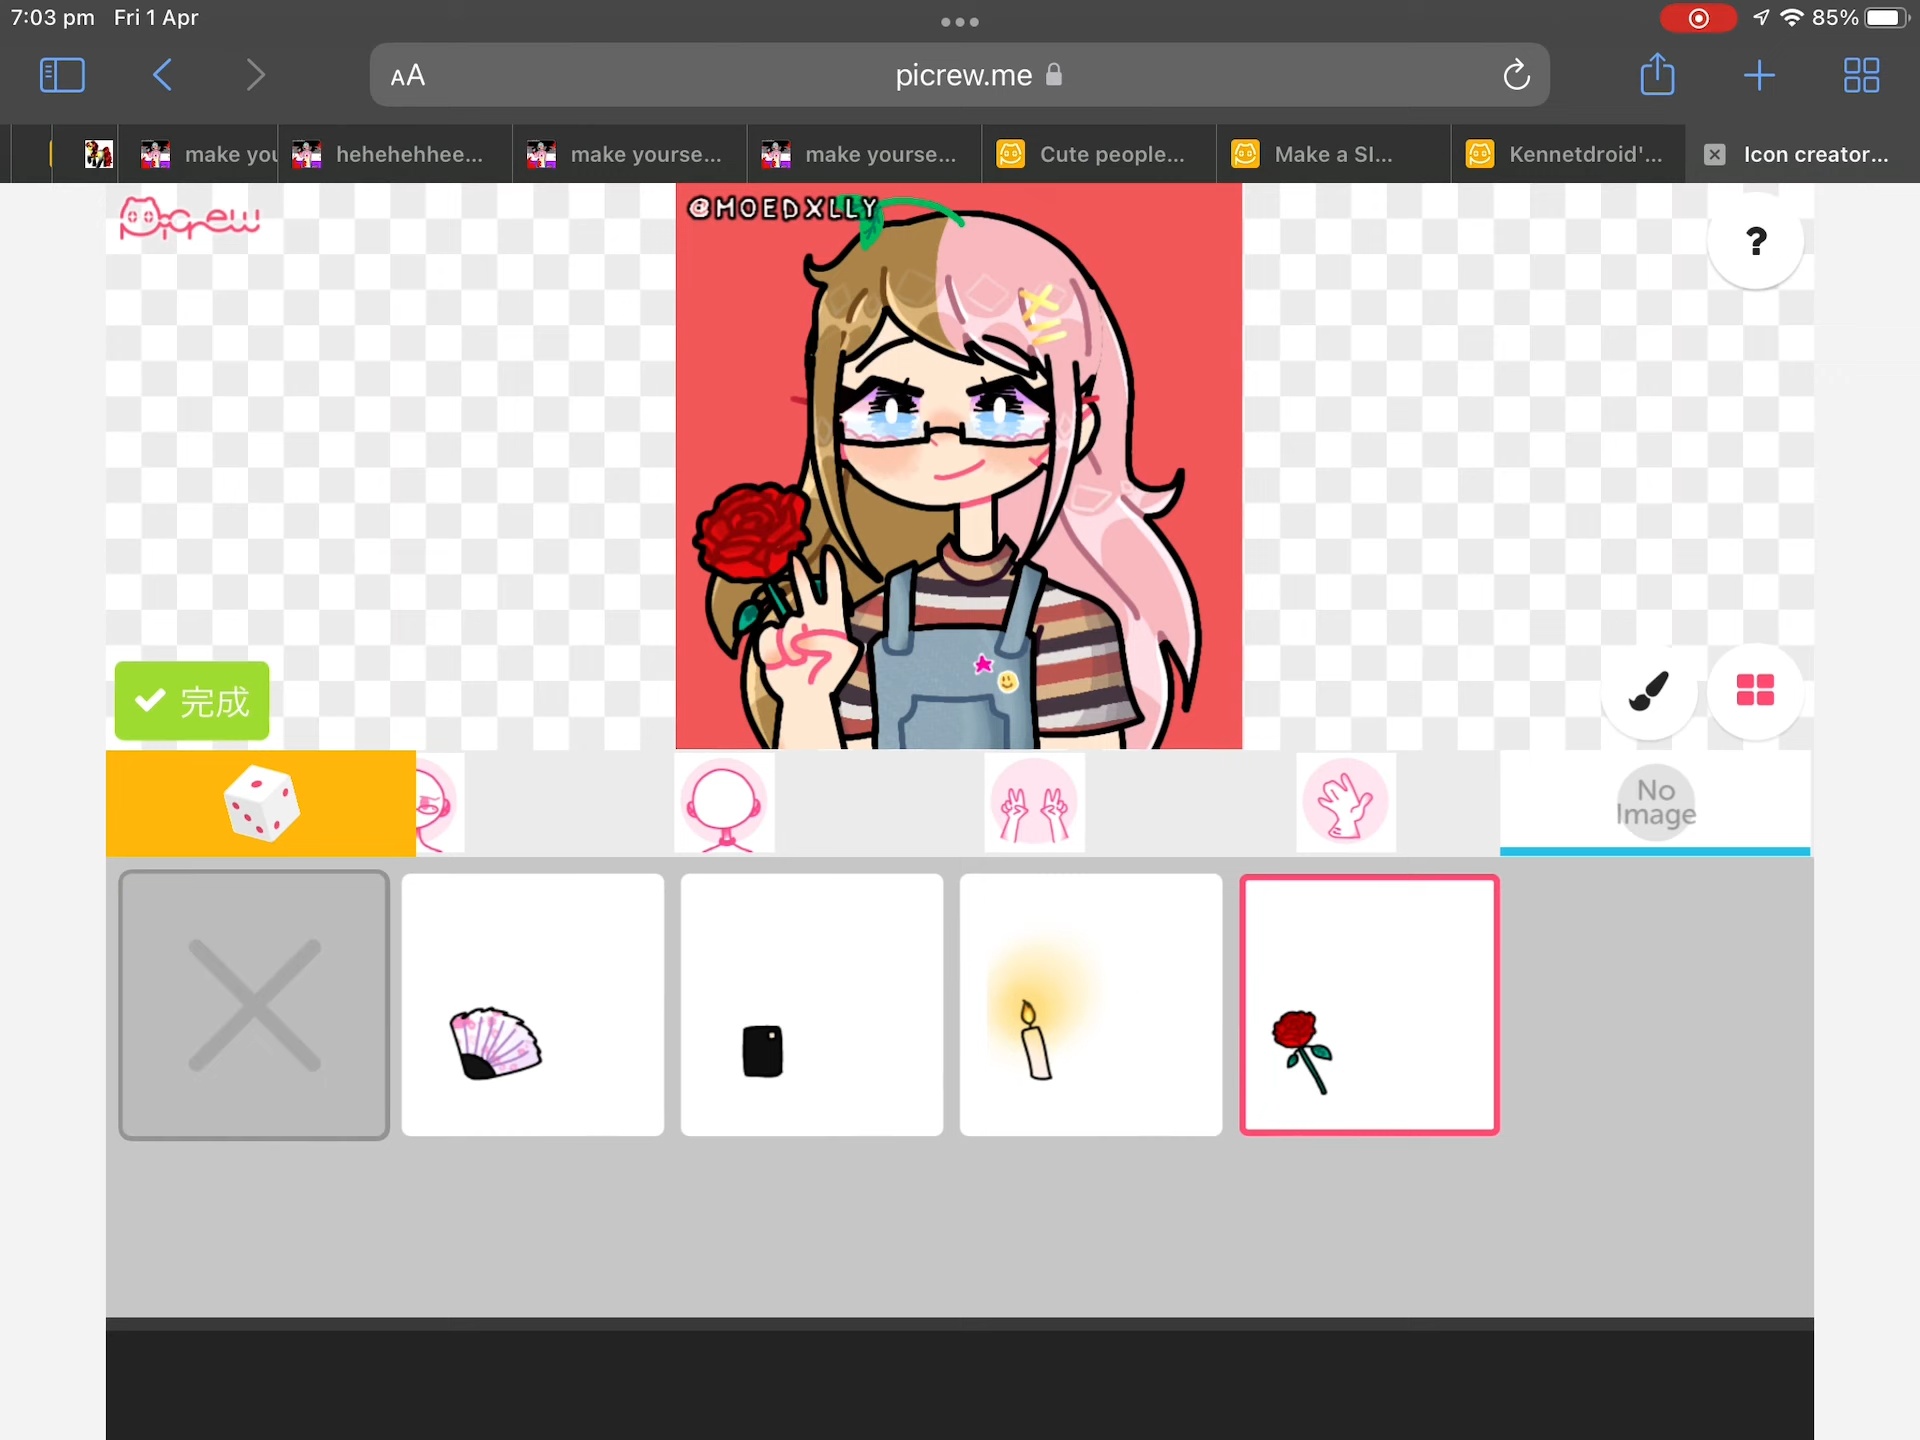 7:03 pm Fri 1 Apr
85%
AA picrew.me
make you
hehehehhee...
make yourse...
make yourse...
Cute people...
Make a Sl...
Kennetdroid'...
Icon creator...
Picrew
@MOEDXLLY
?
完成
No
Image